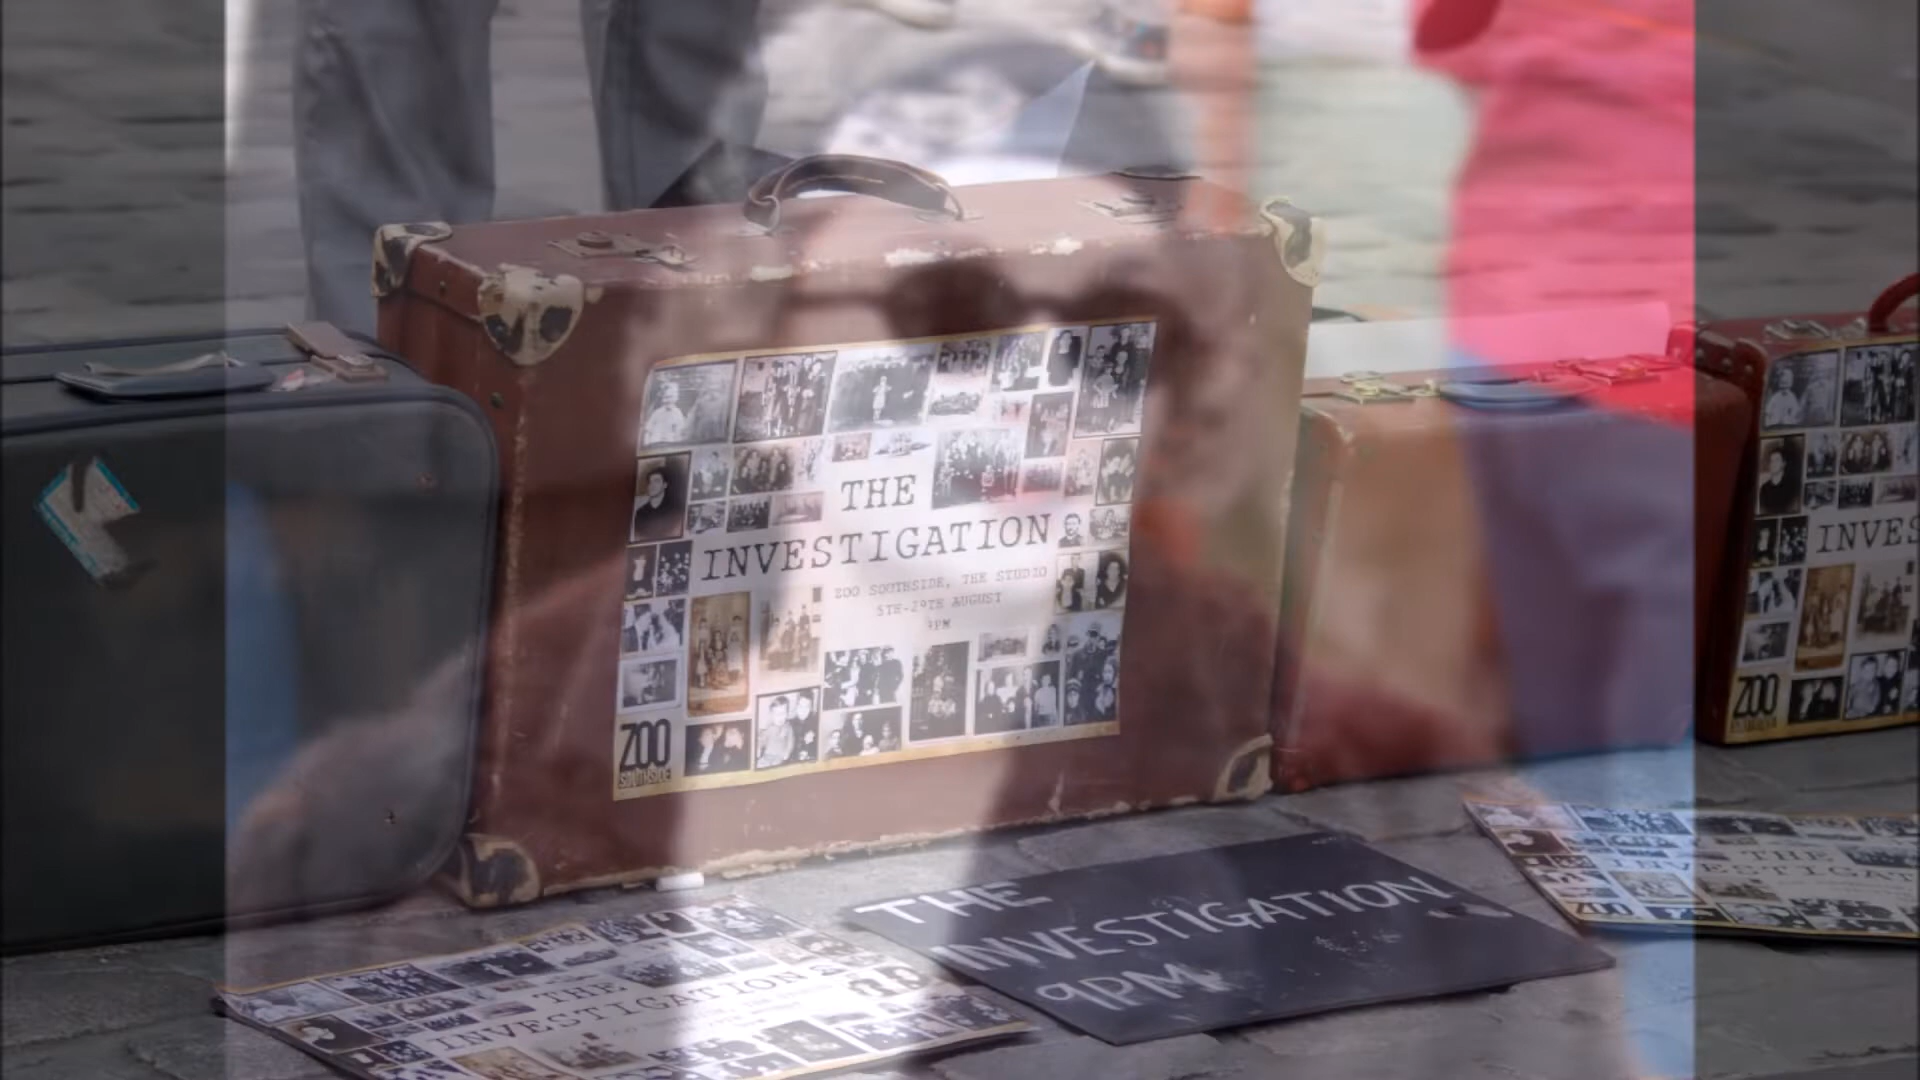 THE
INVESTIGATION
ZOO SOUTHSIDE, THE STUDIO
5TH-29TH AUGUST
9PM
ZOO
SOUTHSIDE
INVES
ZOO
THE
INVESTIGATION
9PM
THE
INVESTIGATION
THE
INVESTIGAT
ZOO